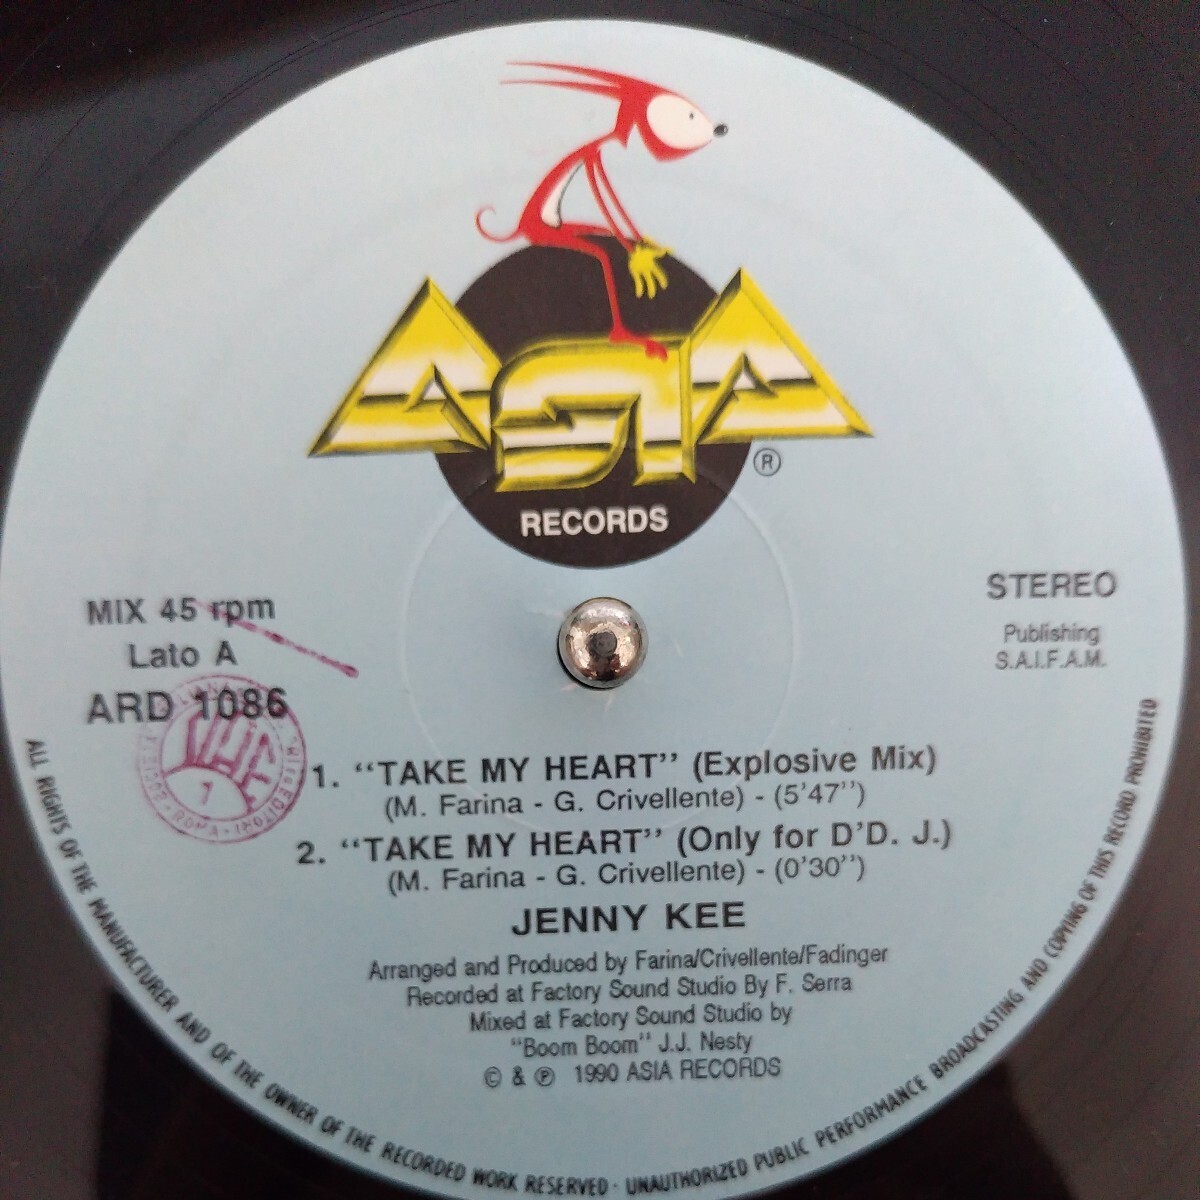 ASIA
®
RECORDS
MIX 45 rpm
Lato A
ARD 1086
STEREO
Publishing
S.A.I.F.A.M.
1. “TAKE MY HEART” (Explosive Mix)
(M. Farina - G. Crivellente) - (5’47”)
2. “TAKE MY HEART” (Only for D’D. J.)
(M. Farina - G. Crivellente) - (0’30”)
JENNY KEE
Arranged and Produced by Farina/Crivellente/Fadinger
Recorded at Factory Sound Studio By F. Serra
Mixed at Factory Sound Studio by
“Boom Boom” J.J. Nesty
© & ℗ 1990 ASIA RECORDS
ALL RIGHTS OF THE MANUFACTURER AND OF THE OWNER OF THE RECORDED WORK RESERVED · UNAUTHORIZED PUBLIC PERFORMANCE BROADCASTING AND COPYING OF THIS RECORD PROHIBITED
ROMA